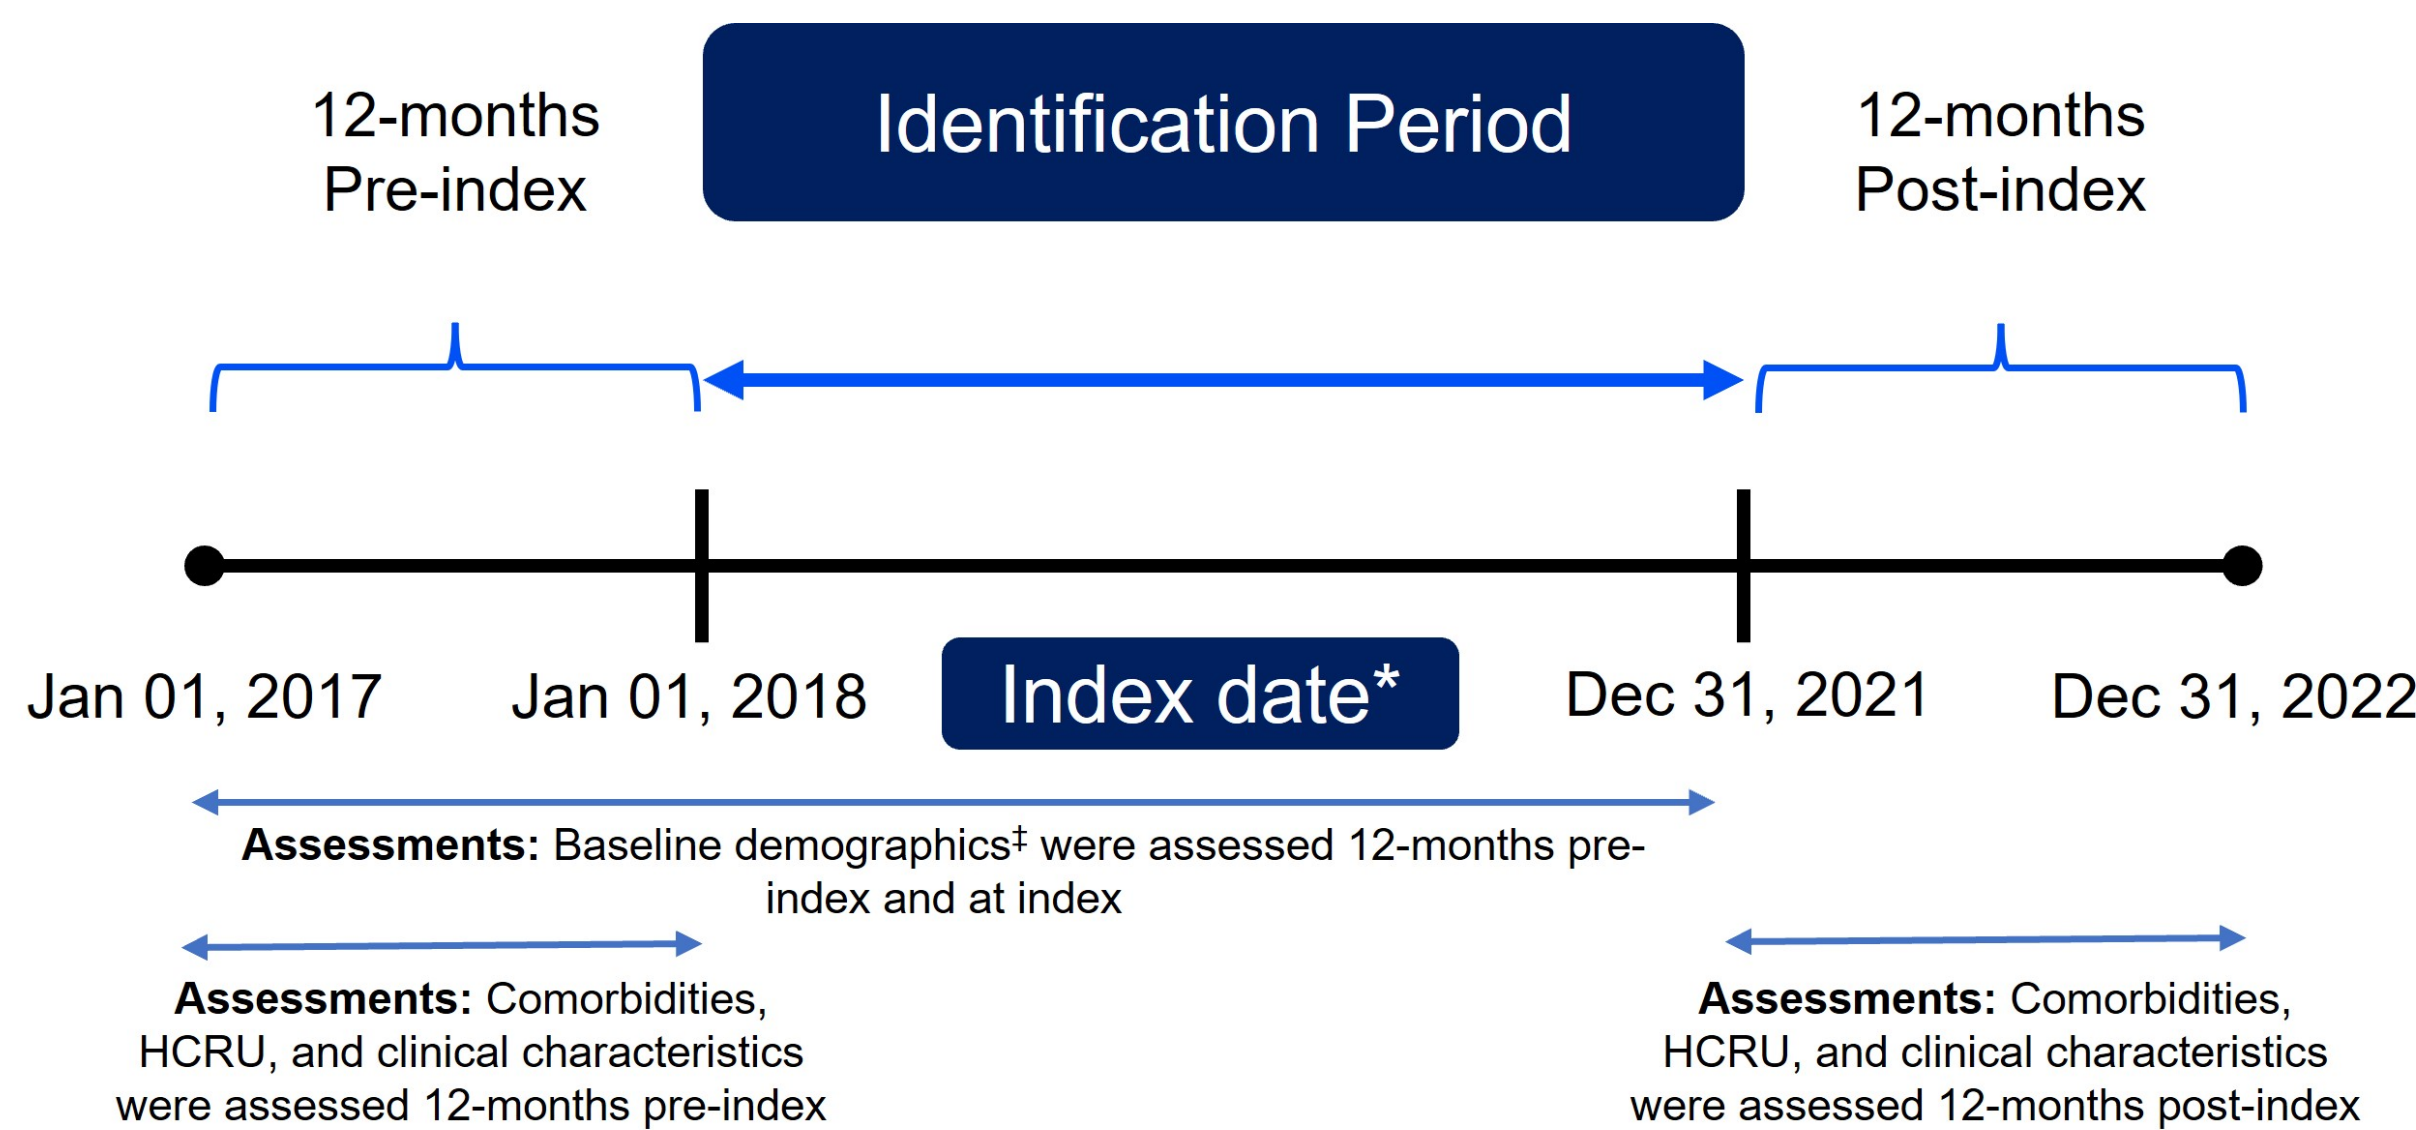 12-months
Pre-index
Identification Period
12-months
Post-index
Jan 01, 2017
Jan 01, 2018
Index date*
Dec 31, 2021
Dec 31, 2022
Assessments: Baseline demographics‡ were assessed 12-months pre-
index and at index
Assessments: Comorbidities,
HCRU, and clinical characteristics
were assessed 12-months pre-index
Assessments: Comorbidities,
HCRU, and clinical characteristics
were assessed 12-months post-index